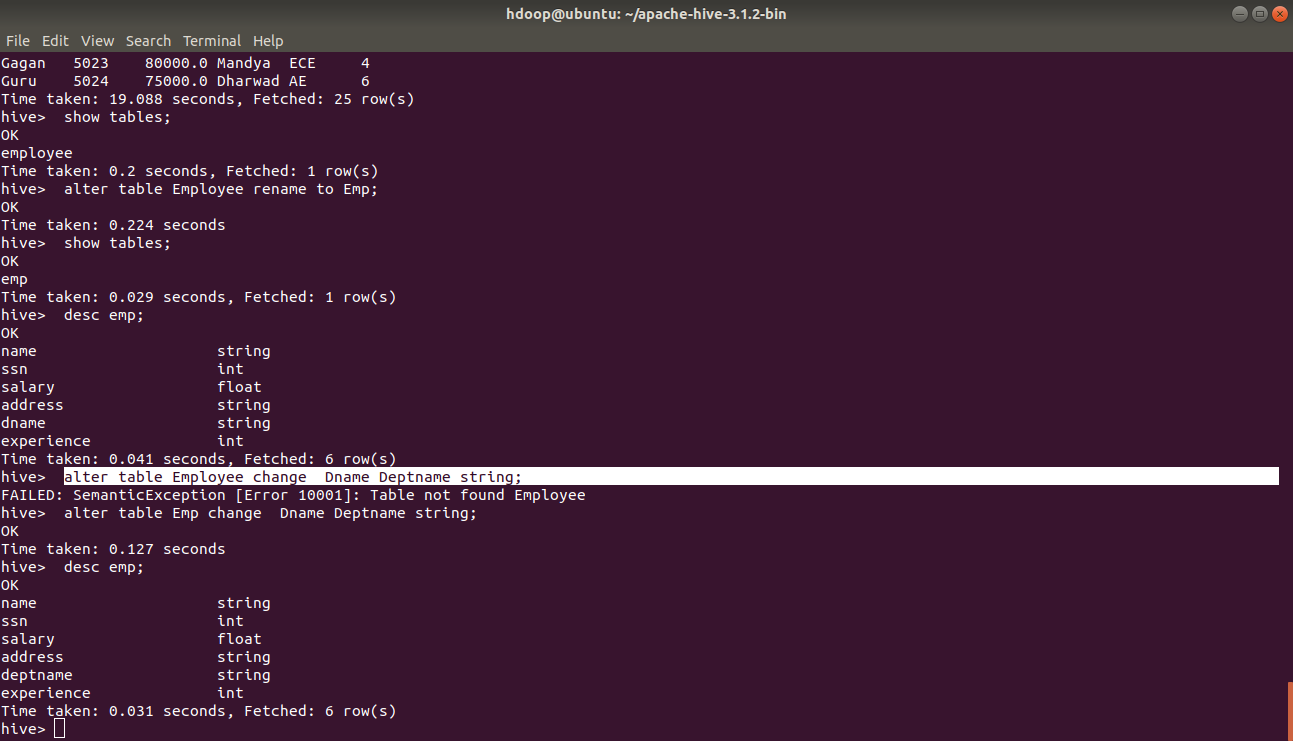 hdoop@ubuntu: ~/apache-hive-3.1.2-bin
File Edit View Search Terminal Help
Gagan   5023    80000.0 Mandya  ECE     4
Guru    5024    75000.0 Dharwad AE      6
Time taken: 19.088 seconds, Fetched: 25 row(s)
hive>  show tables;
OK
employee
Time taken: 0.2 seconds, Fetched: 1 row(s)
hive>  alter table Employee rename to Emp;
OK
Time taken: 0.224 seconds
hive>  show tables;
OK
emp
Time taken: 0.029 seconds, Fetched: 1 row(s)
hive>  desc emp;
OK
name                    string
ssn                     int
salary                  float
address                 string
dname                   string
experience              int
Time taken: 0.041 seconds, Fetched: 6 row(s)
hive>  alter table Employee change  Dname Deptname string;
FAILED: SemanticException [Error 10001]: Table not found Employee
hive>  alter table Emp change  Dname Deptname string;
OK
Time taken: 0.127 seconds
hive>  desc emp;
OK
name                    string
ssn                     int
salary                  float
address                 string
deptname                string
experience              int
Time taken: 0.031 seconds, Fetched: 6 row(s)
hive>